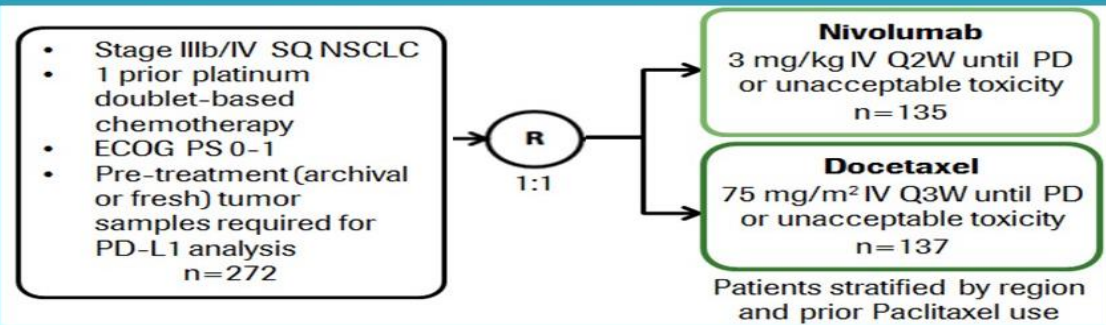 • Stage IIIb/IV SQ NSCLC
• 1 prior platinum
doublet-based
chemotherapy
• ECOG PS 0-1
• Pre-treatment (archival
or fresh) tumor
samples required for
PD-L1 analysis
n=272
R
1:1
Nivolumab
3 mg/kg IV Q2W until PD
or unacceptable toxicity
n=135
Docetaxel
75 mg/m² IV Q3W until PD
or unacceptable toxicity
n=137
Patients stratified by region
and prior Paclitaxel use